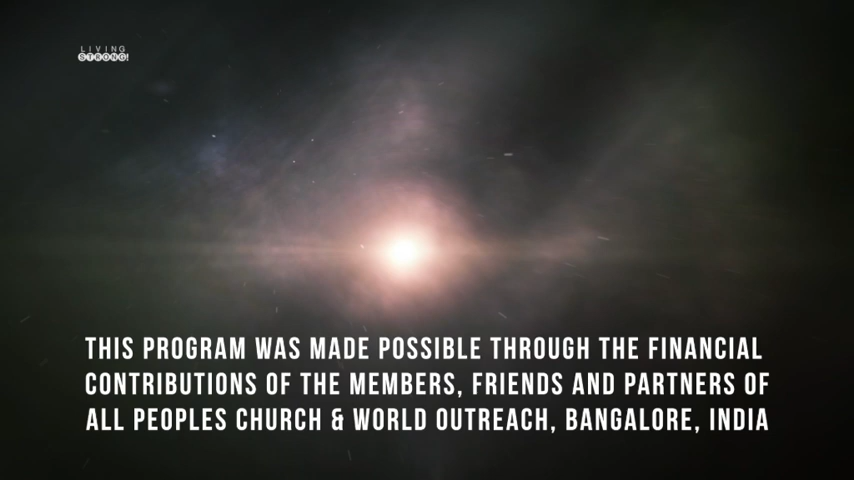 LIVING
STRONG!
THIS PROGRAM WAS MADE POSSIBLE THROUGH THE FINANCIAL
CONTRIBUTIONS OF THE MEMBERS, FRIENDS AND PARTNERS OF
ALL PEOPLES CHURCH & WORLD OUTREACH, BANGALORE, INDIA